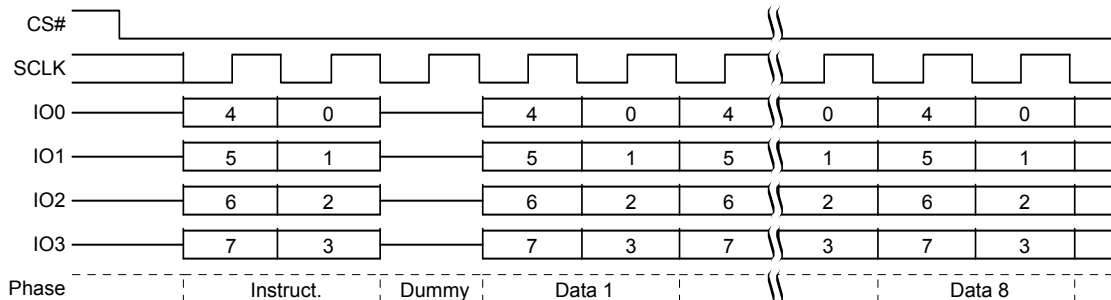 CS#
SCLK
IO0 4 0 4 0 4 0 4 0
IO1 5 1 5 1 5 1 5 1
IO2 6 2 6 2 6 2 6 2
IO3 7 3 7 3 7 3 7 3
Phase Instruct. Dummy Data 1 Data 8